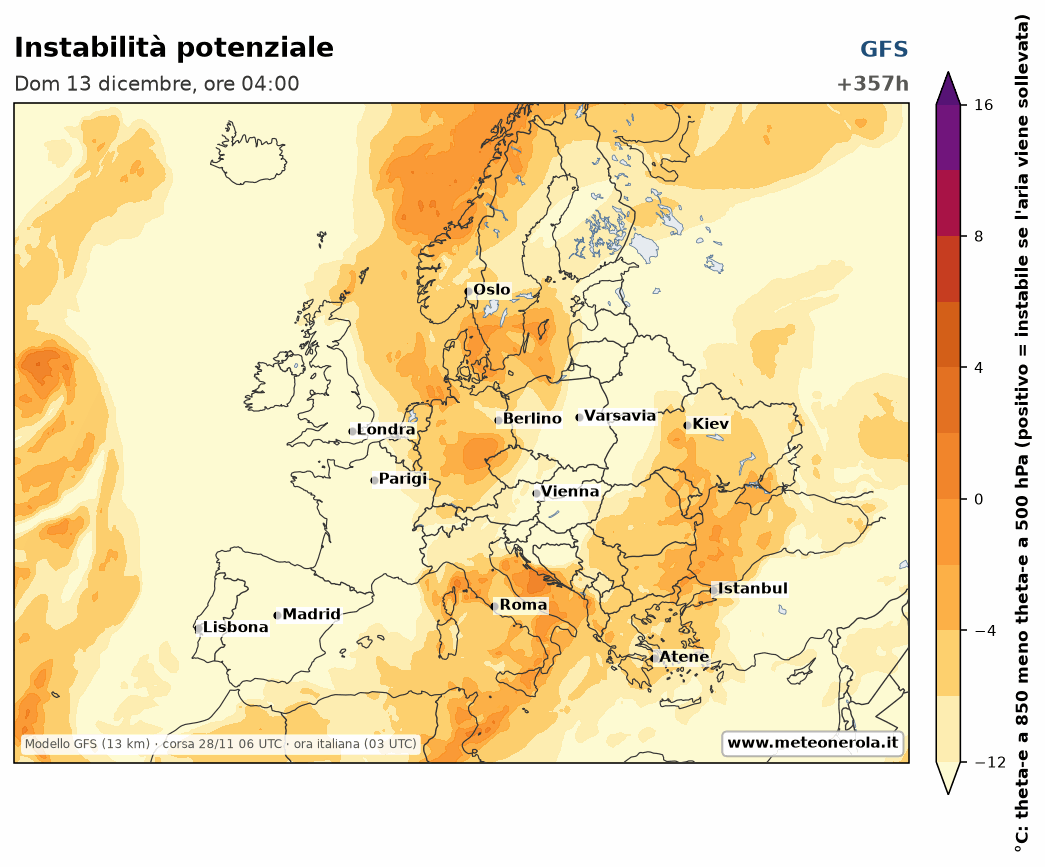 Instabilità potenziale
GFS
Dom 13 dicembre, ore 04:00
+357h
Oslo
Londra
Berlino
Varsavia
Kiev
Parigi
Vienna
Istanbul
Roma
Madrid
Lisbona
Atene
Modello GFS (13 km) · corsa 28/11 06 UTC · ora italiana (03 UTC)
www.meteonerola.it
16
8
4
0
−4
−12
°C: theta-e a 850 meno theta-e a 500 hPa (positivo = instabile se l'aria viene sollevata)